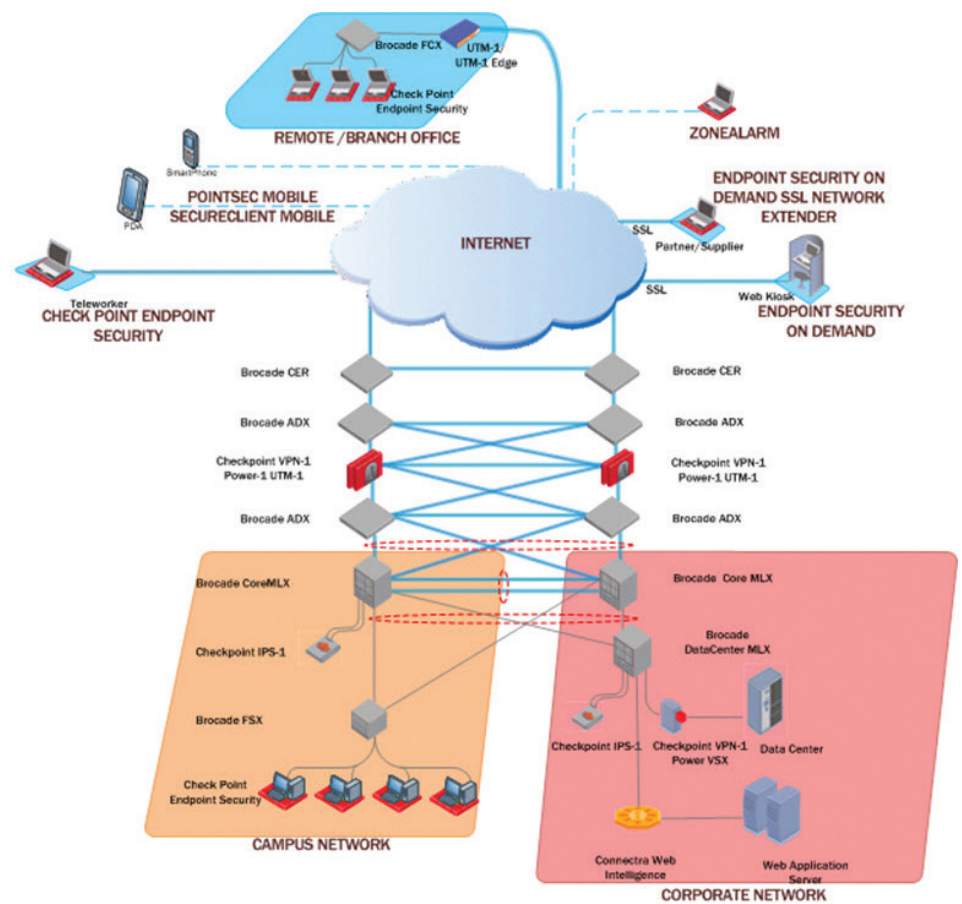 Brocade FCX
UTM-1/
UTM-1 Edge
Check Point
Endpoint Security
REMOTE /BRANCH OFFICE
ZONEALARM
SmartPhone
POINTSEC MOBILE
SECURECLIENT MOBILE
PDA
ENDPOINT SECURITY ON
DEMAND SSL NETWORK
EXTENDER
INTERNET
SSL
Partner/Supplier
Teleworker
CHECK POINT ENDPOINT
SECURITY
SSL
Web Kiosk
ENDPOINT SECURITY
ON DEMAND
Brocade CER
Brocade CER
Brocade ADX
Brocade ADX
Checkpoint VPN-1
Power-1 UTM-1
Checkpoint VPN-1
Power-1 UTM-1
Brocade ADX
Brocade ADX
Brocade CoreMLX
Brocade Core MLX
Checkpoint IPS-1
Brocade
DataCenter MLX
Brocade FSX
Checkpoint IPS-1
Checkpoint VPN-1
Power VSX
Data Center
Check Point
Endpoint Security
CAMPUS NETWORK
Connectra Web
Intelligence
Web Application
Server
CORPORATE NETWORK